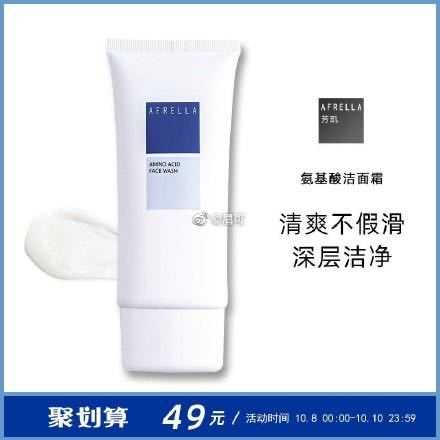 AFRELLA
AMINO ACID
FACE WASH
AFRELLA
芳玑
氨基酸洁面霜
清爽不假滑
深层洁净
聚划算 49元 / 活动时间 10.8 00:00-10.10 23:59